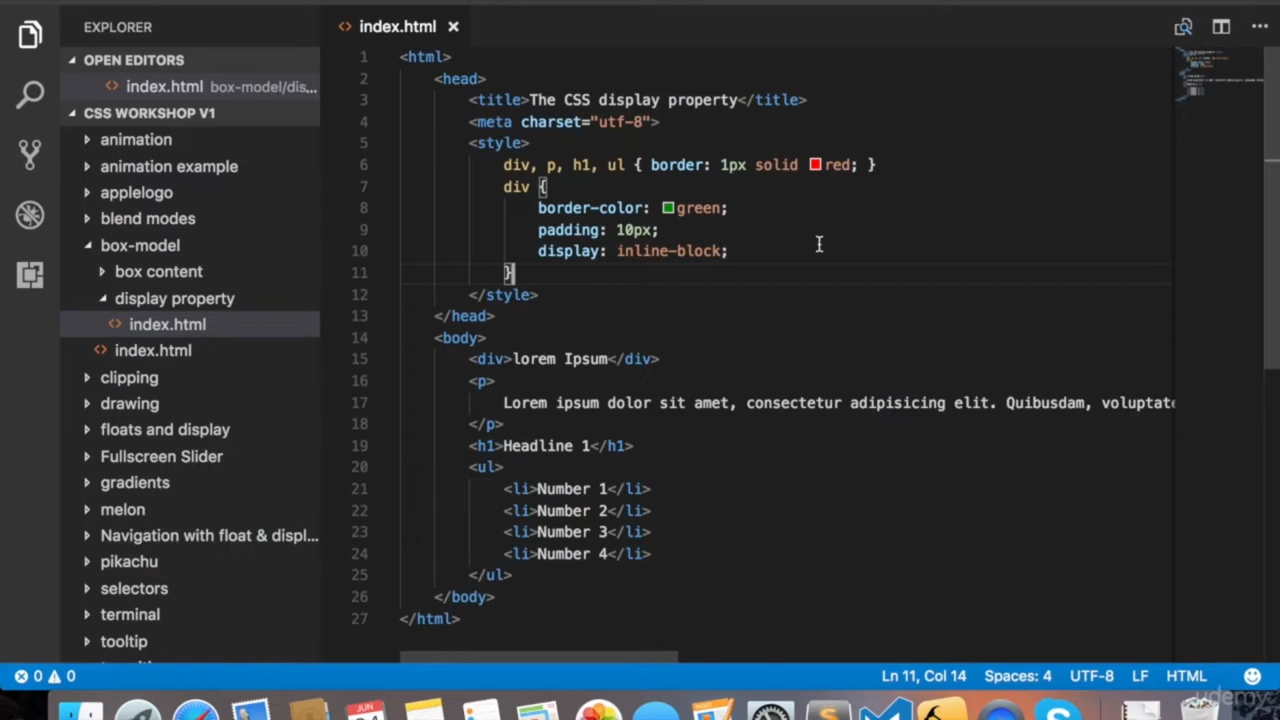 EXPLORER
OPEN EDITORS
index.html box-model/dis...
CSS WORKSHOP V1
animation
animation example
applelogo
blend modes
box-model
box content
display property
index.html
index.html
clipping
drawing
floats and display
Fullscreen Slider
gradients
melon
Navigation with float & displ...
pikachu
selectors
terminal
tooltip
index.html
1 <html>
2 <head>
3 <title>The CSS display property</title>
4 <meta charset="utf-8">
5 <style>
6 div, p, h1, ul { border: 1px solid red; }
7 div {
8 border-color: green;
9 padding: 10px;
10 display: inline-block;
11 }
12 </style>
13 </head>
14 <body>
15 <div>lorem Ipsum</div>
16 <p>
17 Lorem ipsum dolor sit amet, consectetur adipisicing elit. Quibusdam, voluptate
18 </p>
19 <h1>Headline 1</h1>
20 <ul>
21 <li>Number 1</li>
22 <li>Number 2</li>
23 <li>Number 3</li>
24 <li>Number 4</li>
25 </ul>
26 </body>
27 </html>
0 0 Ln 11, Col 14 Spaces: 4 UTF-8 LF HTML
JUN
udemy